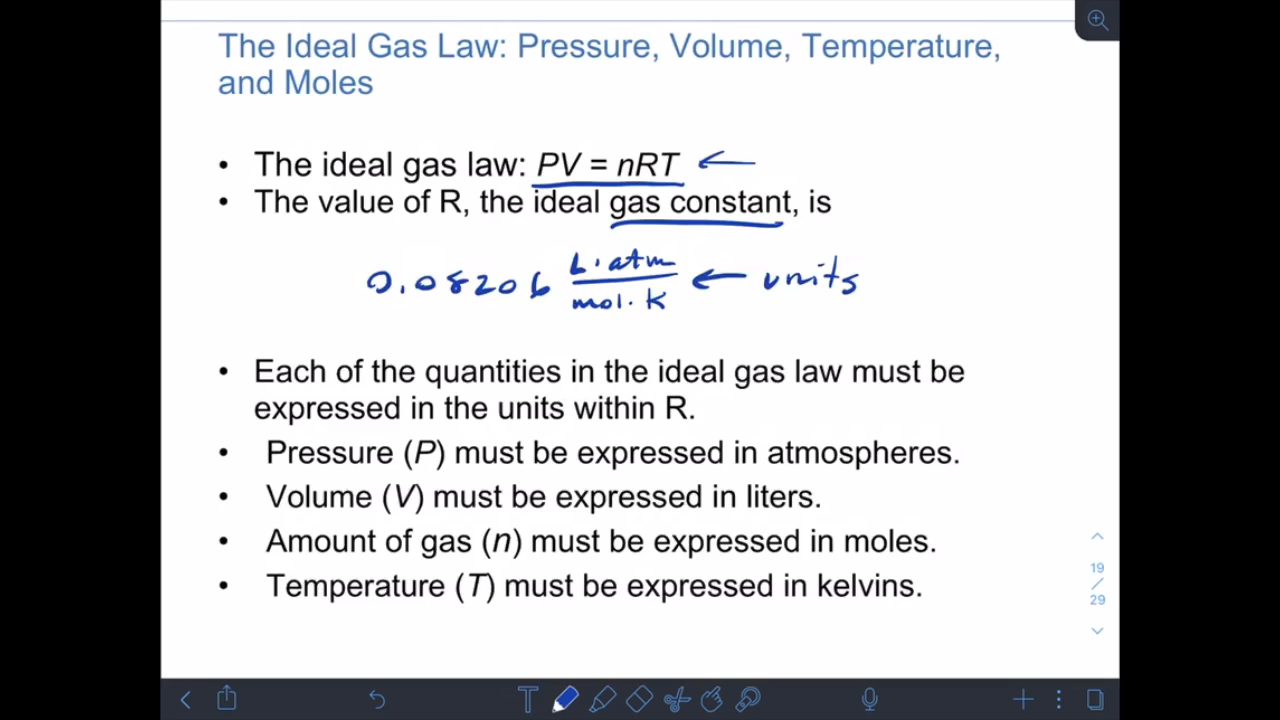 The Ideal Gas Law: Pressure, Volume, Temperature,
and Moles
• The ideal gas law: PV = nRT ←
• The value of R, the ideal gas constant, is
0.08206 L·atm / mol·K ← units
• Each of the quantities in the ideal gas law must be
expressed in the units within R.
• Pressure (P) must be expressed in atmospheres.
• Volume (V) must be expressed in liters.
• Amount of gas (n) must be expressed in moles.
• Temperature (T) must be expressed in kelvins.
19
/
29